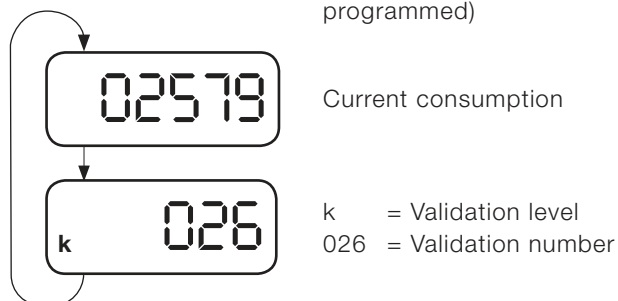 programmed)
02579 Current consumption
k 026
k = Validation level
026 = Validation number